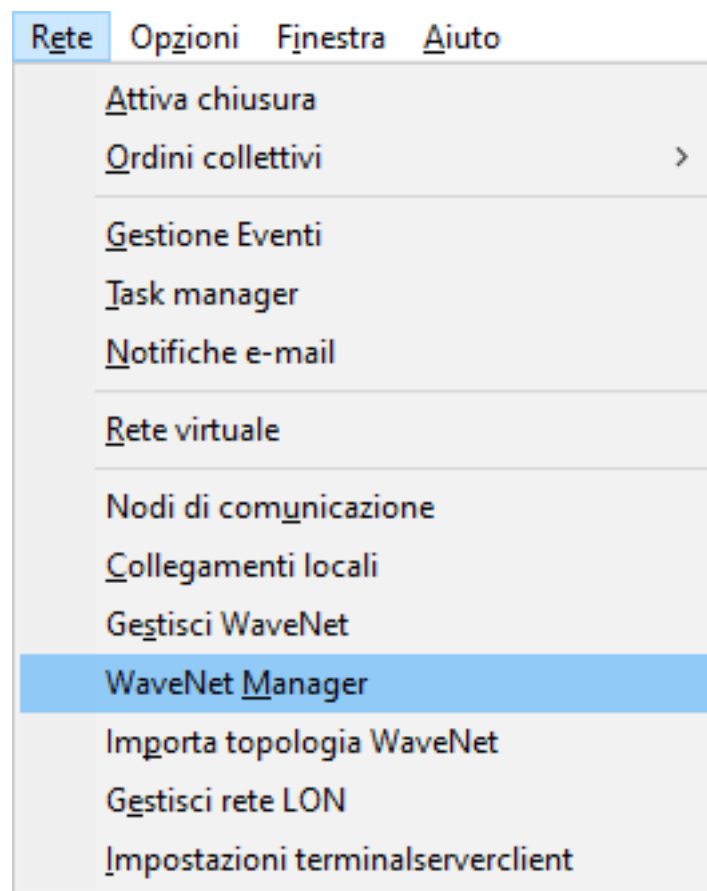 Rete Opzioni Finestra Aiuto
Attiva chiusura
Ordini collettivi
Gestione Eventi
Task manager
Notifiche e-mail
Rete virtuale
Nodi di comunicazione
Collegamenti locali
Gestisci WaveNet
WaveNet Manager
Importa topologia WaveNet
Gestisci rete LON
Impostazioni terminalserverclient